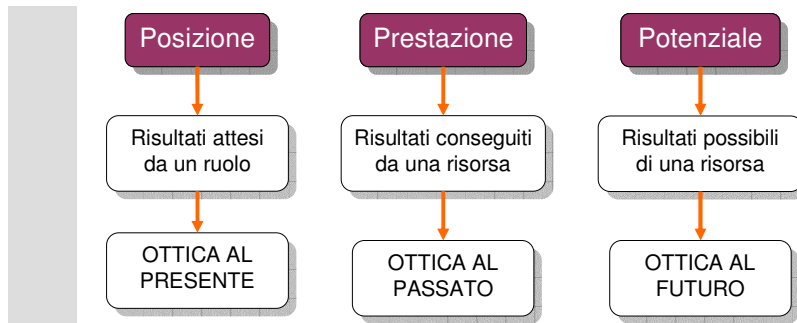 Posizione
Prestazione
Potenziale
Risultati attesi
da un ruolo
Risultati conseguiti
da una risorsa
Risultati possibili
di una risorsa
OTTICA AL
PRESENTE
OTTICA AL
PASSATO
OTTICA AL
FUTURO